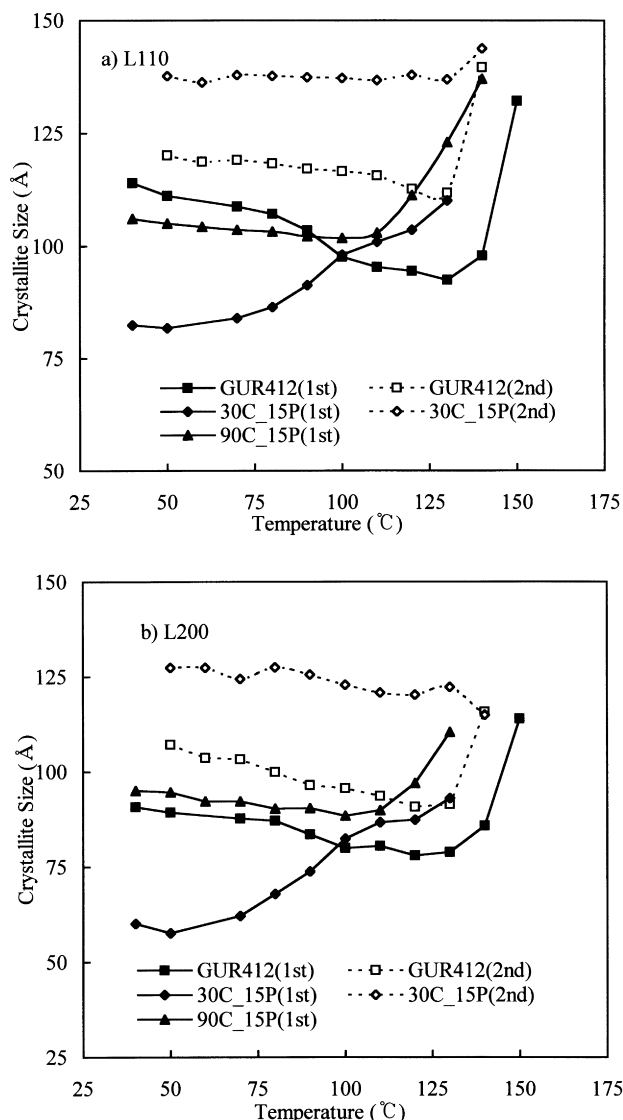 150
a) L110
125
100
75
50
Crystallite Size (Å)
GUR412(1st)
GUR412(2nd)
30C_15P(1st)
30C_15P(2nd)
90C_15P(1st)
25
50
75
100
125
150
175
Temperature (℃)
150
b) L200
125
100
75
50
25
Crystallite Size (Å)
GUR412(1st)
GUR412(2nd)
30C_15P(1st)
30C_15P(2nd)
90C_15P(1st)
25
50
75
100
125
150
175
Temperature (℃)